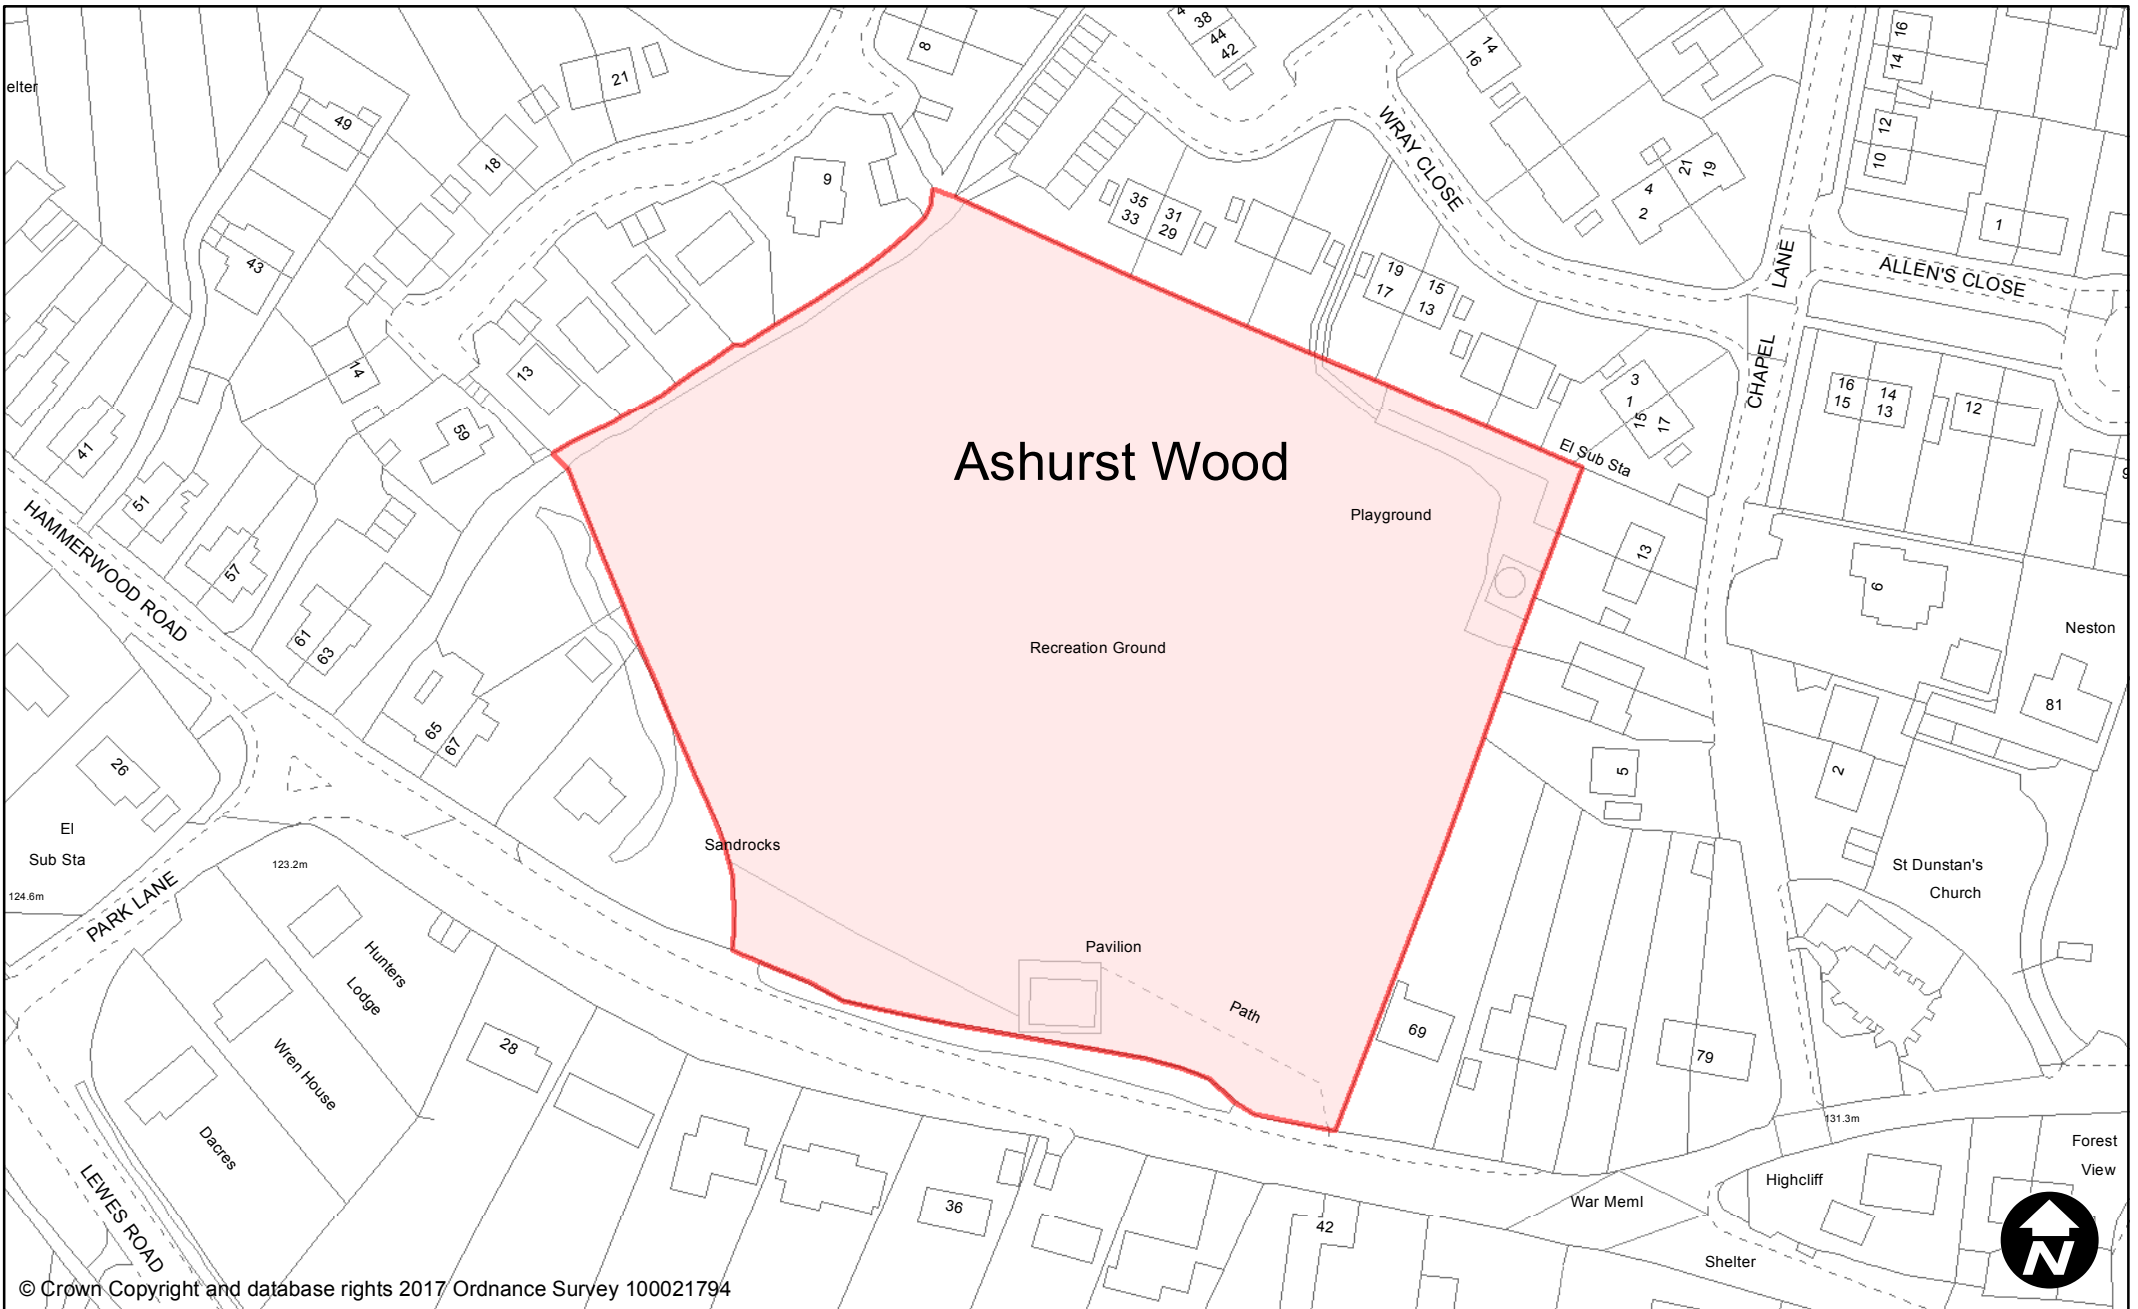 elter
49
21
18
43
8
4
38
44
42
14
16
16
14
12
10
9
35
33
31
29
WRAY CLOSE
19
17
15
13
4
2
21
19
LANE
1
ALLEN'S CLOSE
14
13
59
41
51
57
HAMMERWOOD ROAD
61
63
65
67
26
El
Sub Sta
124.6m
123.2m
PARK LANE
Ashurst Wood
Playground
Recreation Ground
El Sub Sta
3
1
15
17
CHAPEL
16
15
14
13
12
9
13
6
Neston
81
5
2
St Dunstan's
Church
Sandrocks
Pavilion
Path
69
79
Hunters
Lodge
Wren House
Dacres
LEWES ROAD
28
36
42
131.3m
War Meml
Highcliff
Forest
View
Shelter
N
© Crown Copyright and database rights 2017 Ordnance Survey 100021794